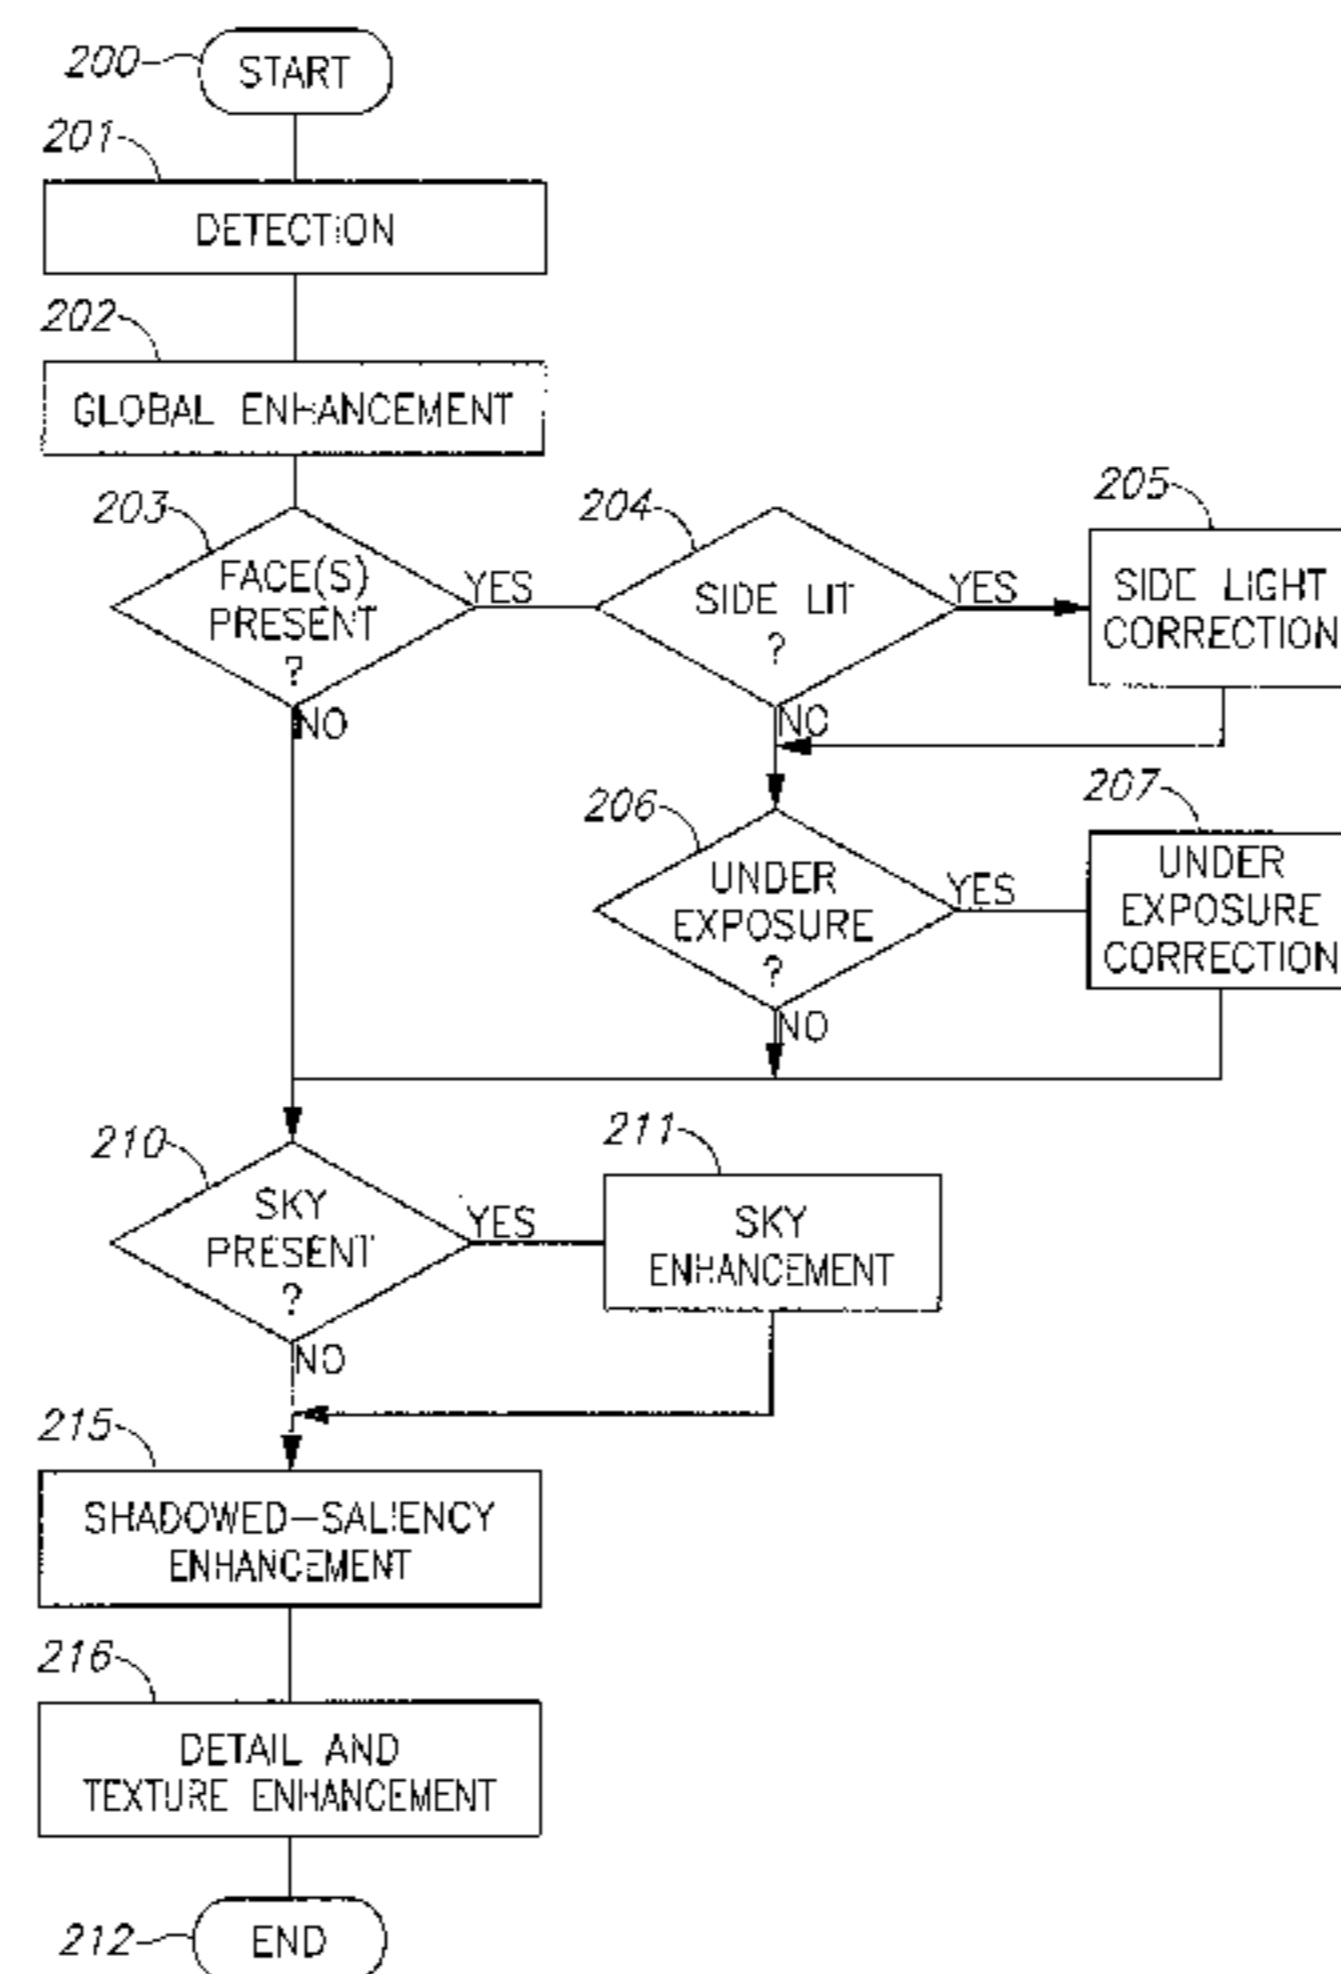 200
START
201
DETECTION
202
GLOBAL ENHANCEMENT
203
FACE(S)
PRESENT
?
YES
NO
204
SIDE LIT
?
YES
NO
205
SIDE LIGHT
CORRECTION
206
UNDER
EXPOSURE
?
YES
NO
207
UNDER
EXPOSURE
CORRECTION
210
SKY
PRESENT
?
YES
NO
211
SKY
ENHANCEMENT
215
SHADOWED-SALIENCY
ENHANCEMENT
216
DETAIL AND
TEXTURE ENHANCEMENT
212
END